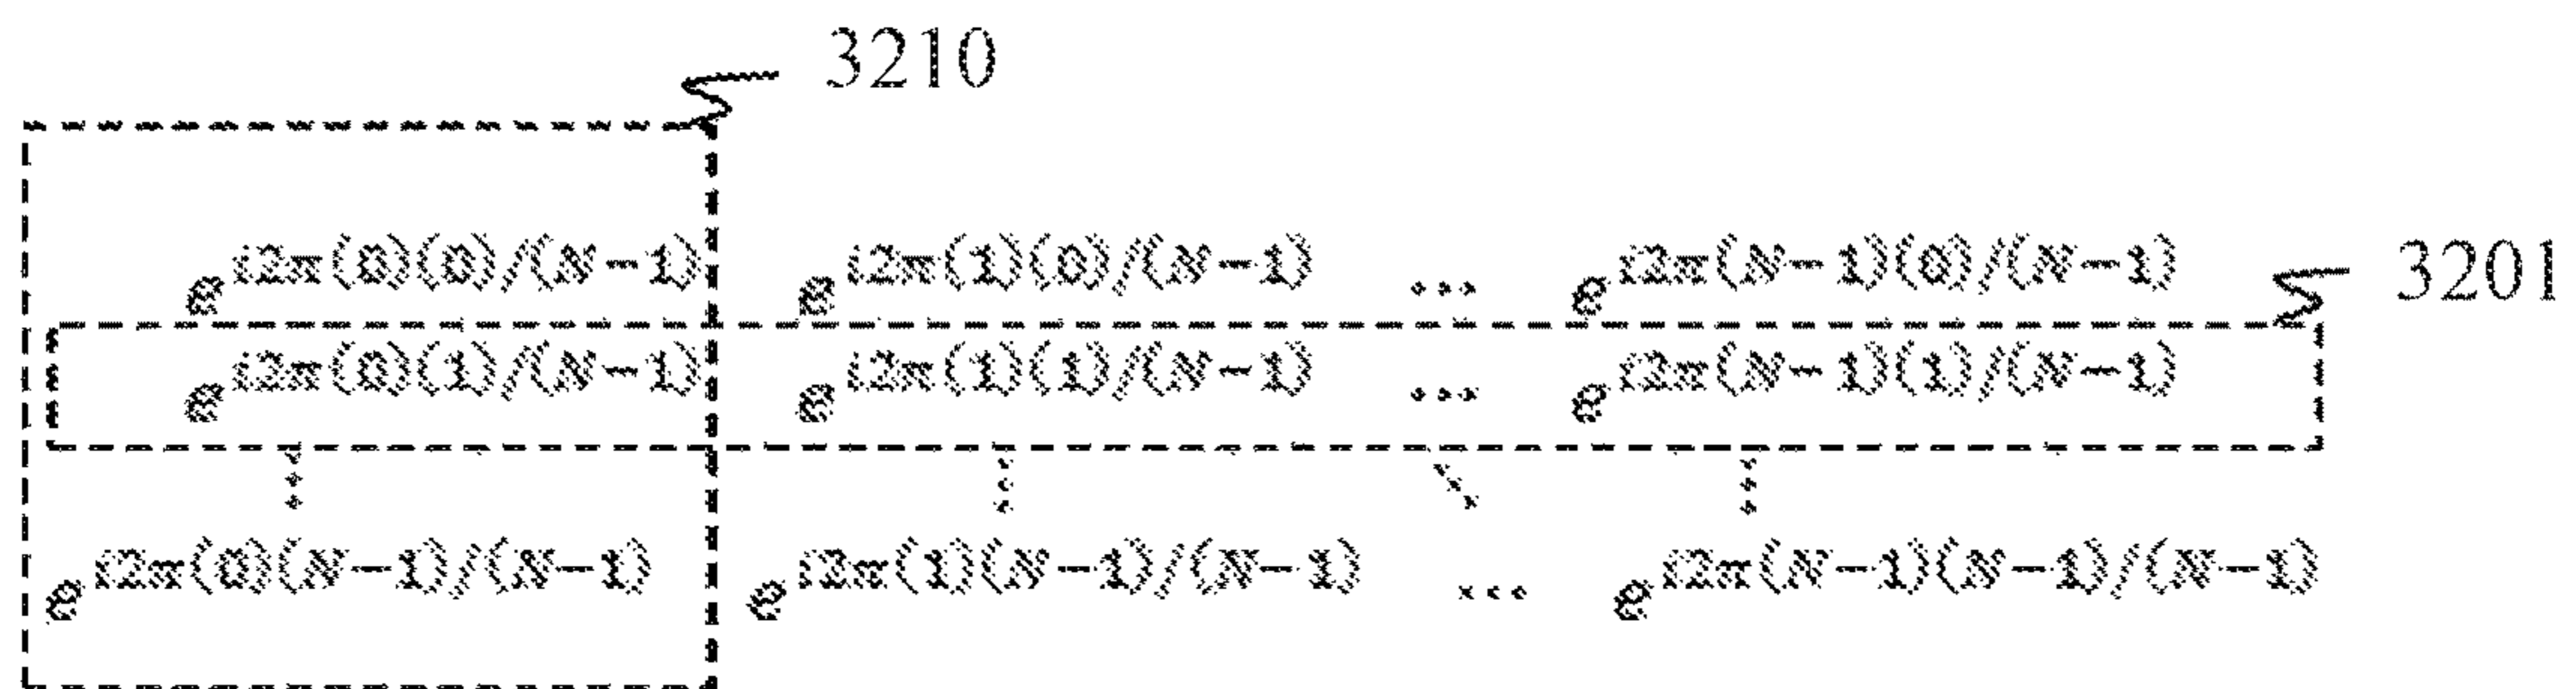 3210
e^{i2π(0)(0)/(N−1)} e^{i2π(1)(0)/(N−1)} ... e^{i2π(N−1)(0)/(N−1)} 3201
e^{i2π(0)(1)/(N−1)} e^{i2π(1)(1)/(N−1)} ... e^{i2π(N−1)(1)/(N−1)}
⋮ ⋮ ⋱ ⋮
e^{i2π(0)(N−1)/(N−1)} e^{i2π(1)(N−1)/(N−1)} ... e^{i2π(N−1)(N−1)/(N−1)}